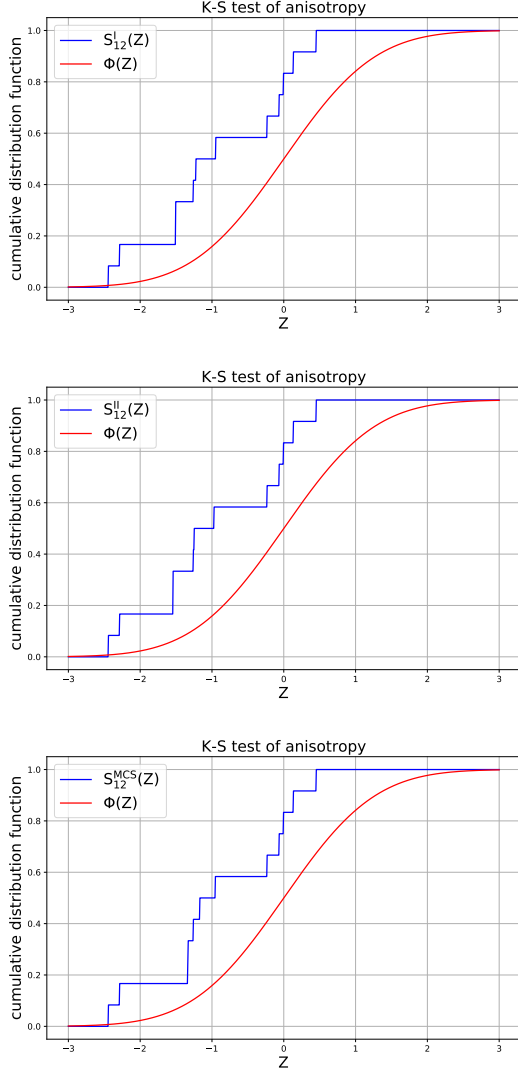 K-S test of anisotropy
S₁₂ᴵ(Z)
Φ(Z)
cumulative distribution function
1.0
0.8
0.6
0.4
0.2
0.0
−3 −2 −1 0 1 2 3
Z
K-S test of anisotropy
S₁₂ᴵᴵ(Z)
Φ(Z)
cumulative distribution function
1.0
0.8
0.6
0.4
0.2
0.0
−3 −2 −1 0 1 2 3
Z
K-S test of anisotropy
S₁₂ᴹᶜˢ(Z)
Φ(Z)
cumulative distribution function
1.0
0.8
0.6
0.4
0.2
0.0
−3 −2 −1 0 1 2 3
Z